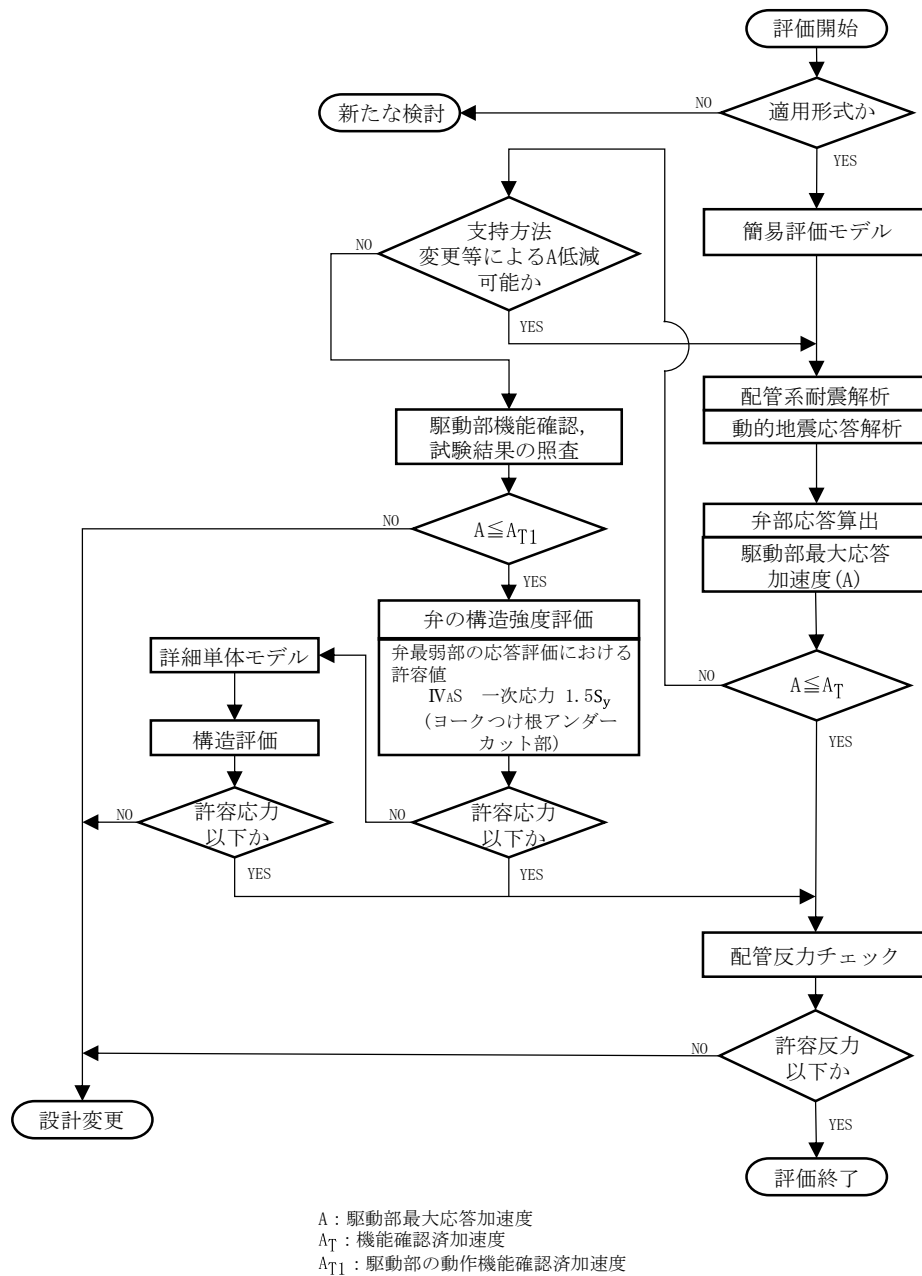 評価開始
適用形式か
NO
YES
新たな検討
簡易評価モデル
支持方法
変更等によるA低減
可能か
NO
YES
配管系耐震解析
動的地震応答解析
駆動部機能確認,
試験結果の照査
弁部応答算出
駆動部最大応答
加速度(A)
A≦AT1
NO
YES
A≦AT
NO
YES
弁の構造強度評価
弁最弱部の応答評価における
許容値
ⅣAS 一次応力 1.5Sy
(ヨークつけ根アンダー
カット部)
詳細単体モデル
構造評価
許容応力
以下か
NO
YES
許容応力
以下か
NO
YES
配管反力チェック
許容反力
以下か
NO
YES
設計変更
評価終了
A：駆動部最大応答加速度
AT：機能確認済加速度
AT1：駆動部の動作機能確認済加速度